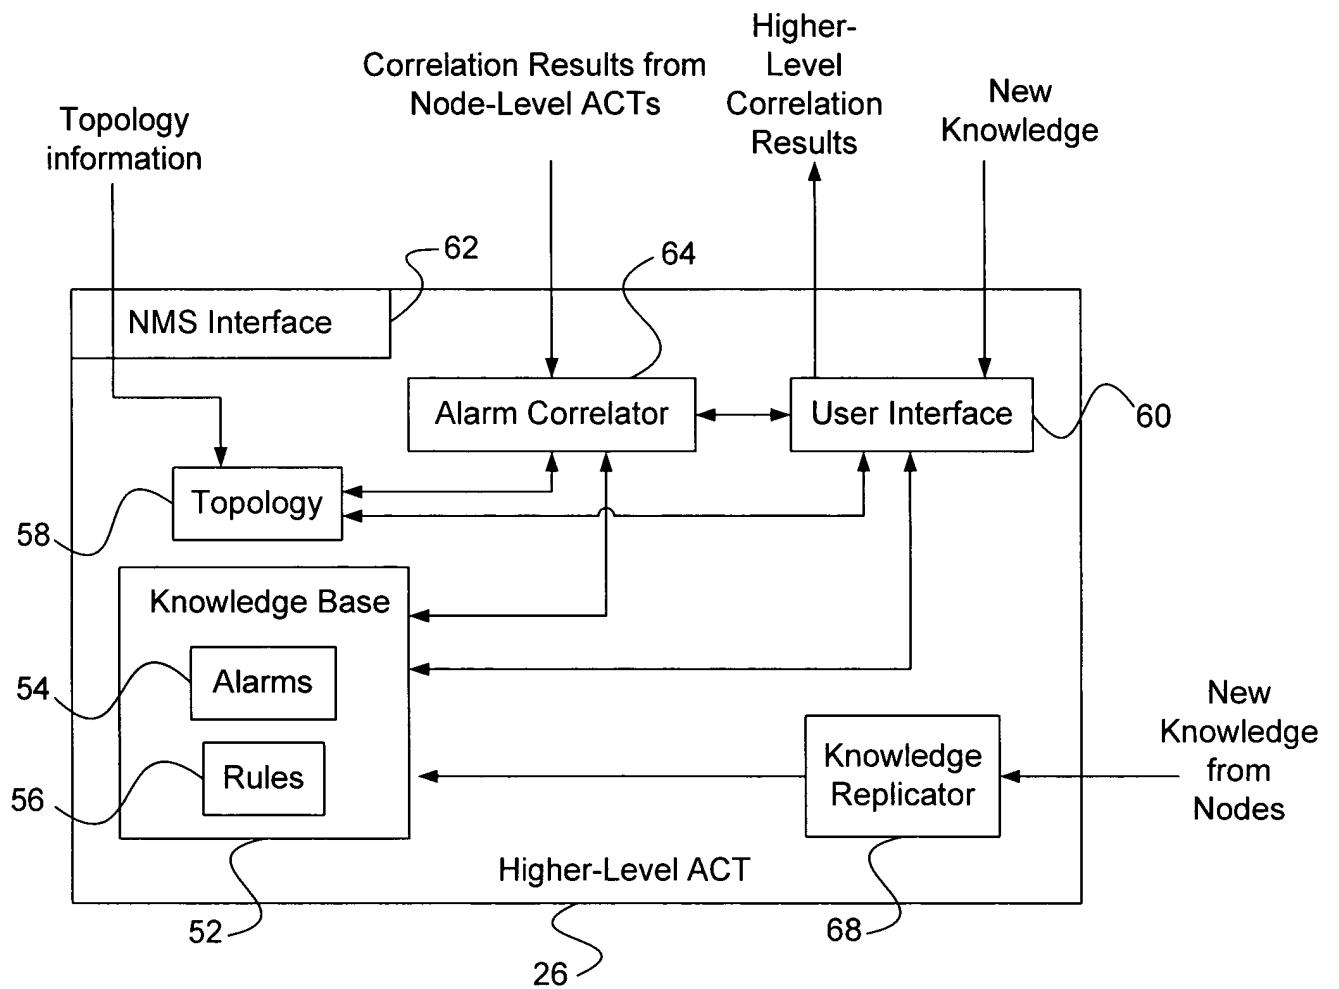 Higher-
Level
Correlation
Results
Correlation Results from
Node-Level ACTs
New
Knowledge
Topology
information
62
64
NMS Interface
Alarm Correlator
User Interface
60
Topology
58
Knowledge Base
Alarms
54
Rules
56
New
Knowledge
from
Nodes
Knowledge
Replicator
Higher-Level ACT
52
68
26